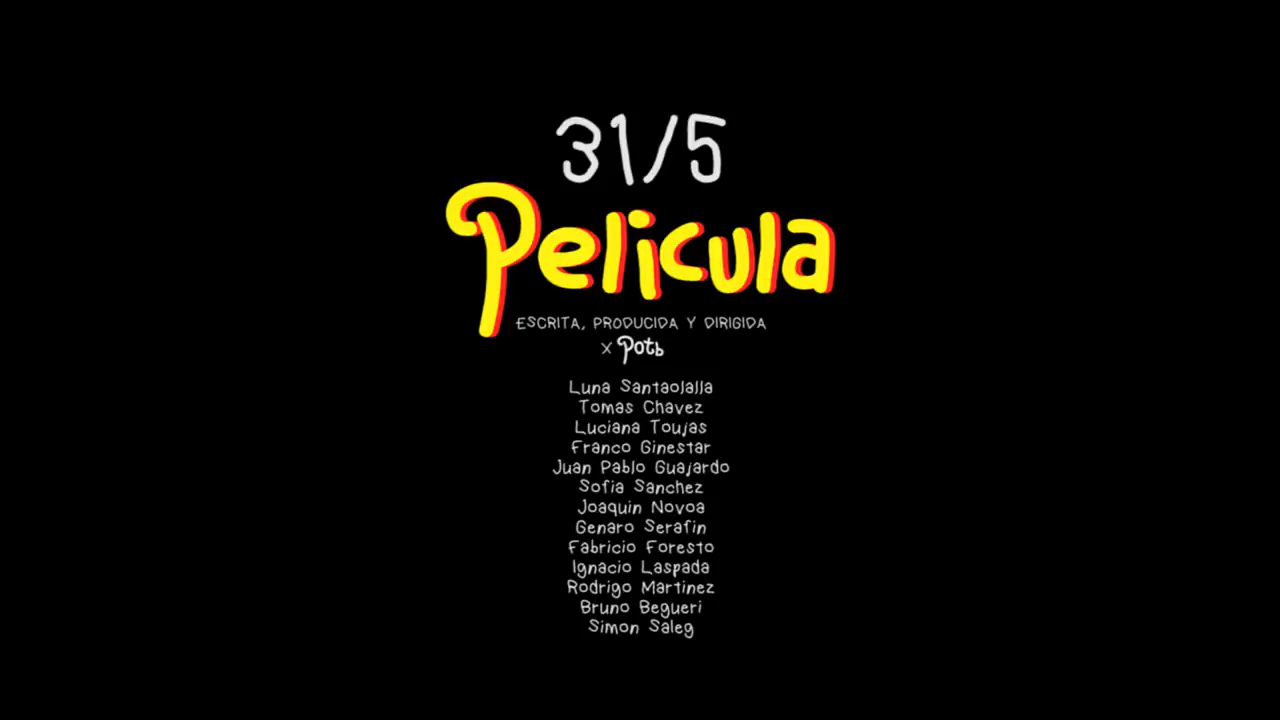 31/5
Pelicula
ESCRITA, PRODUCIDA Y DIRIGIDA
x Potb
Luna Santaolalla
Tomas Chavez
Luciana Toujas
Franco Ginestar
Juan Pablo Guajardo
Sofia Sanchez
Joaquin Novoa
Genaro Serafin
Fabricio Foresto
Ignacio Laspada
Rodrigo Martinez
Bruno Begueri
Simon Saleg